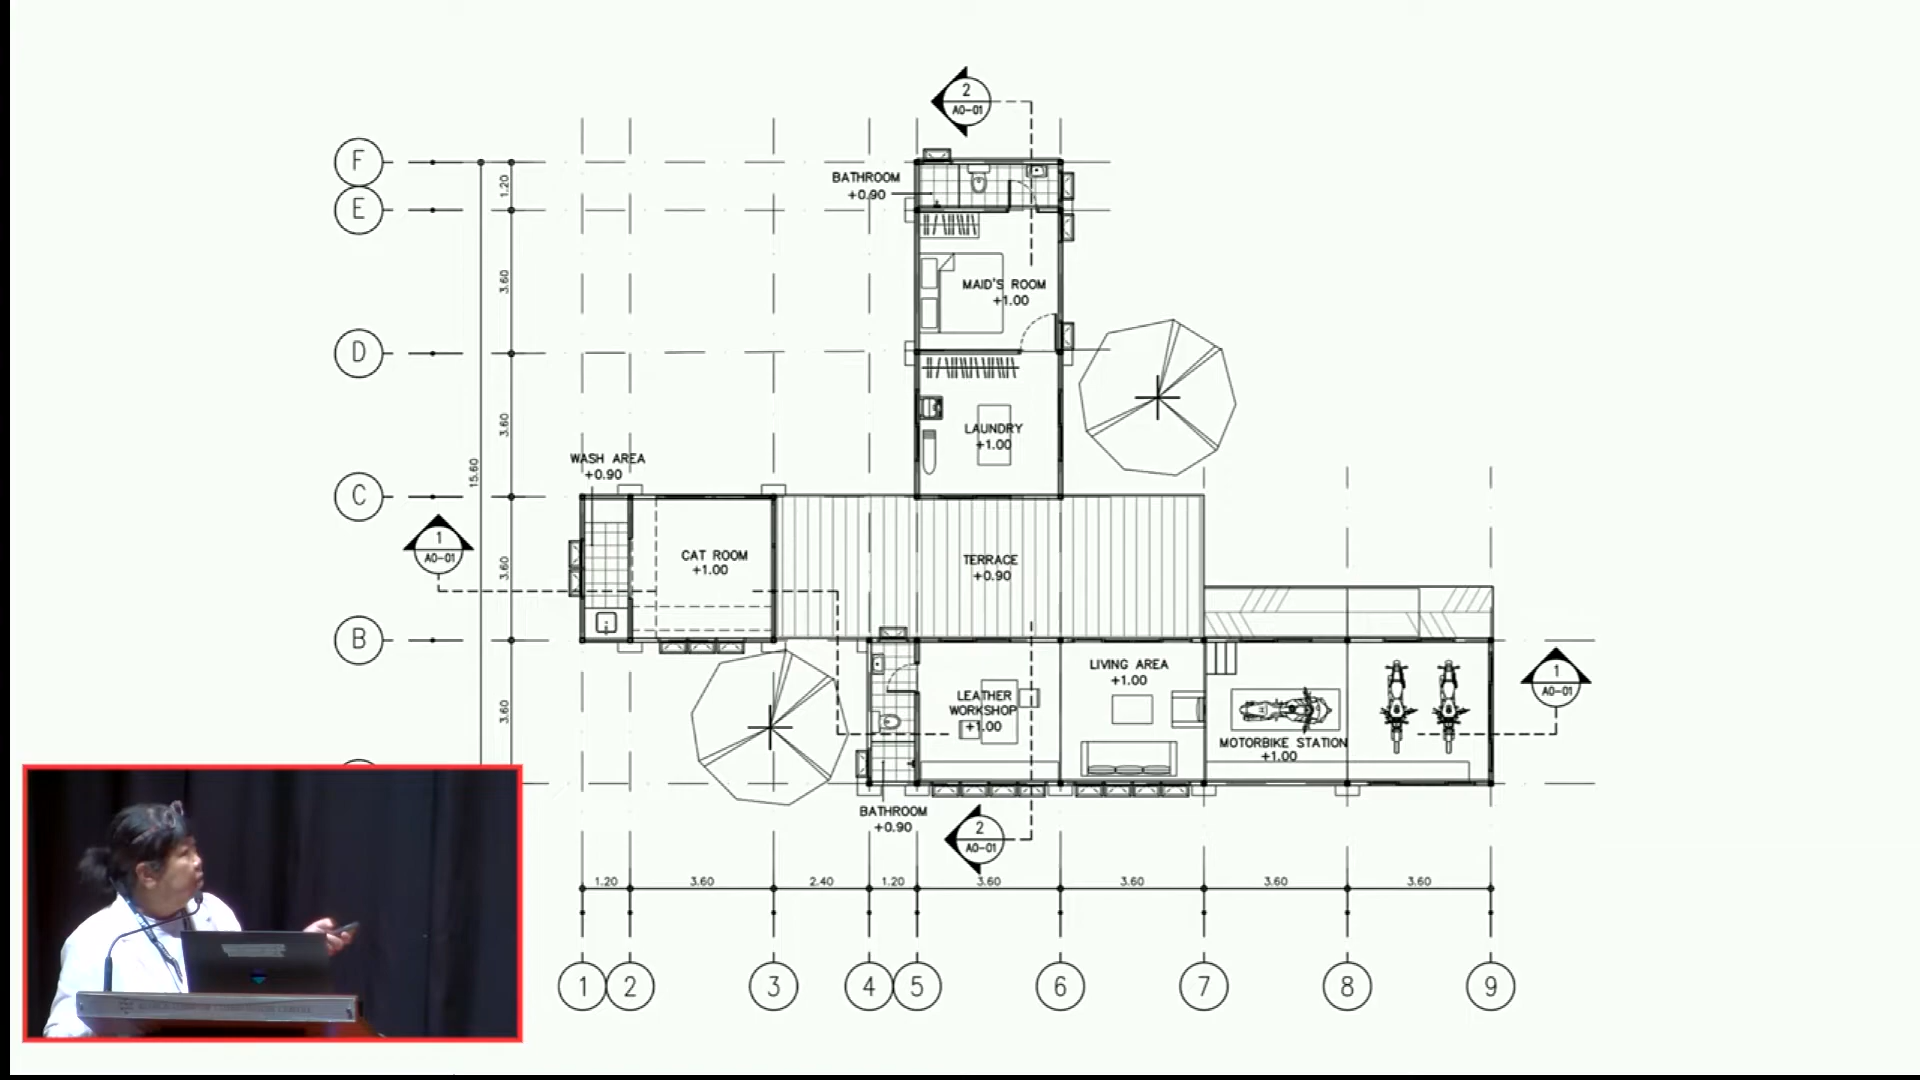 2
A0-01
F
1.20
BATHROOM
+0.90
E
3.60
MAID'S ROOM
+1.00
D
3.60
LAUNDRY
+1.00
WASH AREA
+0.90
15.60
C
1
A0-01
3.60
CAT ROOM
+1.00
TERRACE
+0.90
B
3.60
LIVING AREA
+1.00
LEATHER
WORKSHOP
+1.00
MOTORBIKE STATION
+1.00
1
A0-01
BATHROOM
+0.90
2
A0-01
1.20
3.60
2.40
1.20
3.60
3.60
3.60
3.60
1
2
3
4
5
6
7
8
9